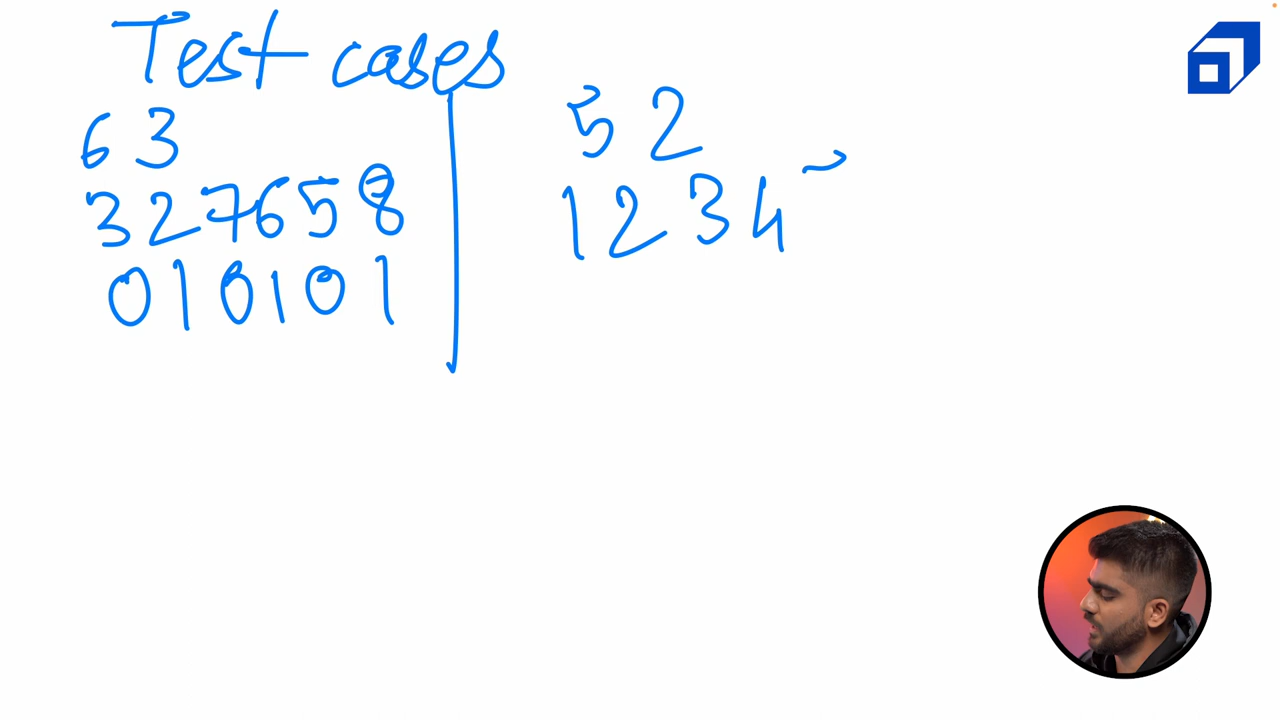 Test cases
6 3
3 2 7 6 5 8
0 1 0 1 0 1
5 2
1 2 3 4